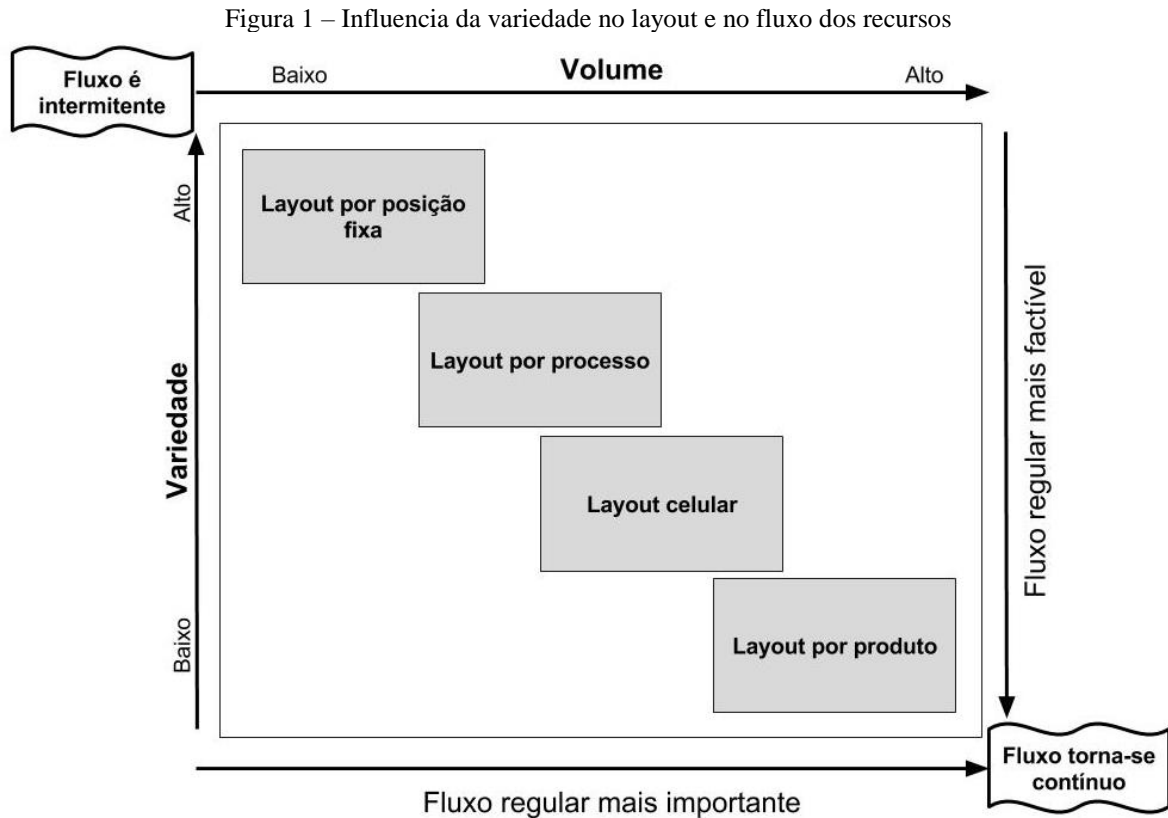 Figura 1 – Influencia da variedade no layout e no fluxo dos recursos
Fluxo é
intermitente
Baixo
Volume
Alto
Alto
Variedade
Baixo
Layout por posição
fixa
Layout por processo
Layout celular
Layout por produto
Fluxo regular mais factível
Fluxo torna-se
contínuo
Fluxo regular mais importante